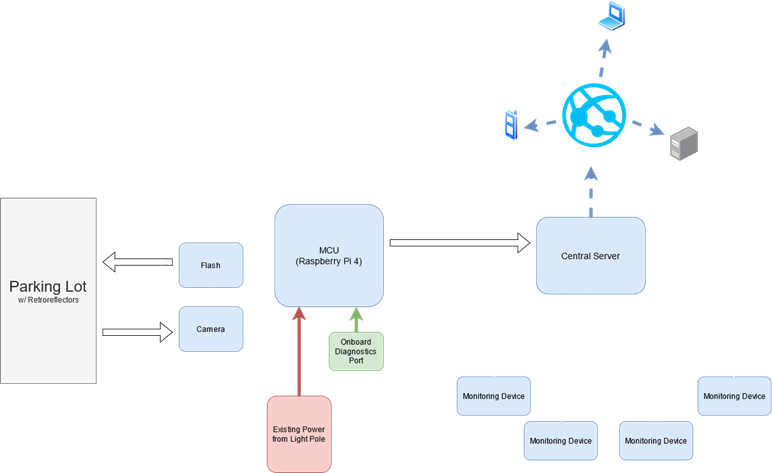 Parking Lot
w/ Retroreflectors
Flash
Camera
MCU
(Raspberry Pi 4)
Onboard
Diagnostics
Port
Existing Power
from Light Pole
Central Server
Monitoring Device
Monitoring Device
Monitoring Device
Monitoring Device